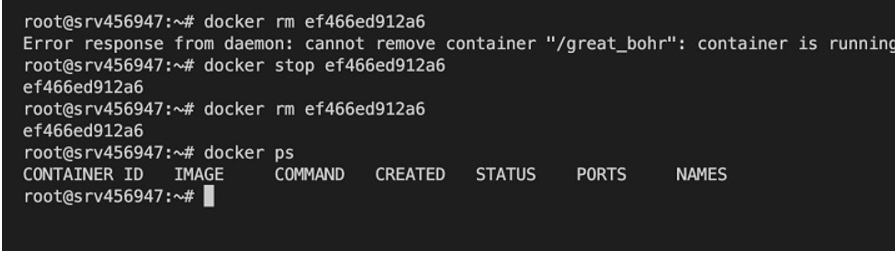 root@srv456947:~# docker rm ef466ed912a6
Error response from daemon: cannot remove container "/great_bohr": container is running
root@srv456947:~# docker stop ef466ed912a6
ef466ed912a6
root@srv456947:~# docker rm ef466ed912a6
ef466ed912a6
root@srv456947:~# docker ps
CONTAINER ID   IMAGE     COMMAND   CREATED   STATUS    PORTS     NAMES
root@srv456947:~#